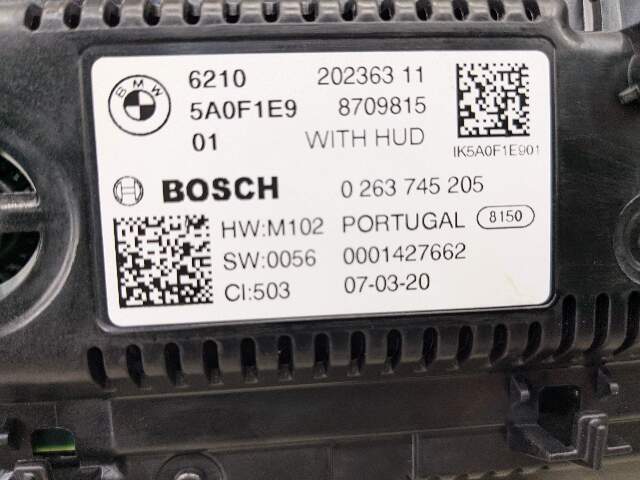 BMW
6210 202363 11
5A0F1E9 8709815
01 WITH HUD
IK5A0F1E901
BOSCH 0 263 745 205
HW:M102 PORTUGAL 8150
SW:0056 0001427662
CI:503 07-03-20